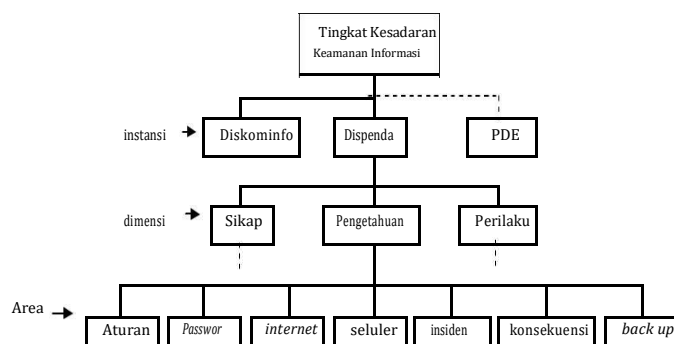 Tingkat Kesadaran
Keamanan Informasi
instansi
Diskominfo
Dispenda
PDE
dimensi
Sikap
Pengetahuan
Perilaku
Area
Aturan
Passwor
internet
seluler
insiden
konsekuensi
back up